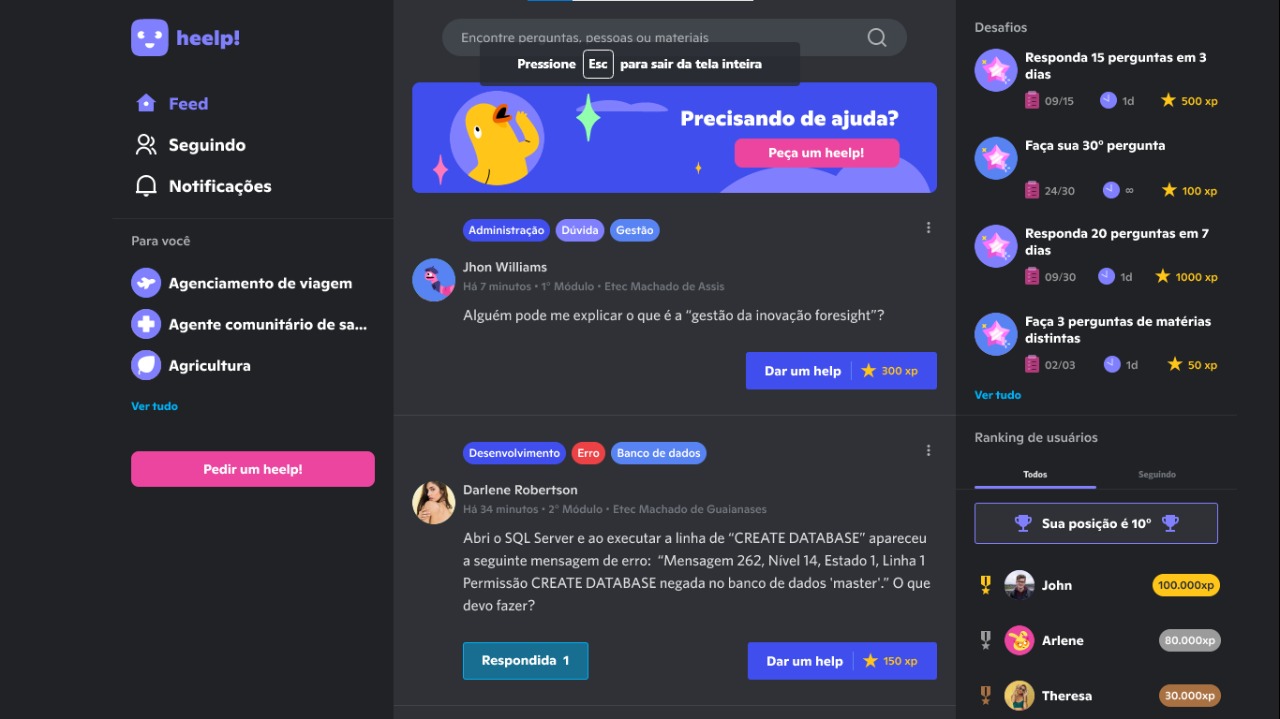 heelp!
Feed
Seguindo
Notificações
Para você
Agenciamento de viagem
Agente comunitário de sa...
Agricultura
Ver tudo
Pedir um heelp!
Encontre perguntas, pessoas ou materiais
Pressione Esc para sair da tela inteira
Precisando de ajuda?
Peça um heelp!
Administração Dúvida Gestão
Jhon Williams
Há 7 minutos • 1º Módulo • Etec Machado de Assis
Alguém pode me explicar o que é a “gestão da inovação foresight”?
Dar um help 300 xp
Desenvolvimento Erro Banco de dados
Darlene Robertson
Há 34 minutos • 2º Módulo • Etec Machado de Guaianases
Abri o SQL Server e ao executar a linha de “CREATE DATABASE” apareceu
a seguinte mensagem de erro: “Mensagem 262, Nível 14, Estado 1, Linha 1
Permissão CREATE DATABASE negada no banco de dados 'master'.” O que
devo fazer?
Respondida 1
Dar um help 150 xp
Desafios
Responda 15 perguntas em 3
dias
09/15 1d 500 xp
Faça sua 30º pergunta
24/30 ∞ 100 xp
Responda 20 perguntas em 7
dias
09/30 1d 1000 xp
Faça 3 perguntas de matérias
distintas
02/03 1d 50 xp
Ver tudo
Ranking de usuários
Todos Seguindo
Sua posição é 10º
John 100.000xp
Arlene 80.000xp
Theresa 30.000xp